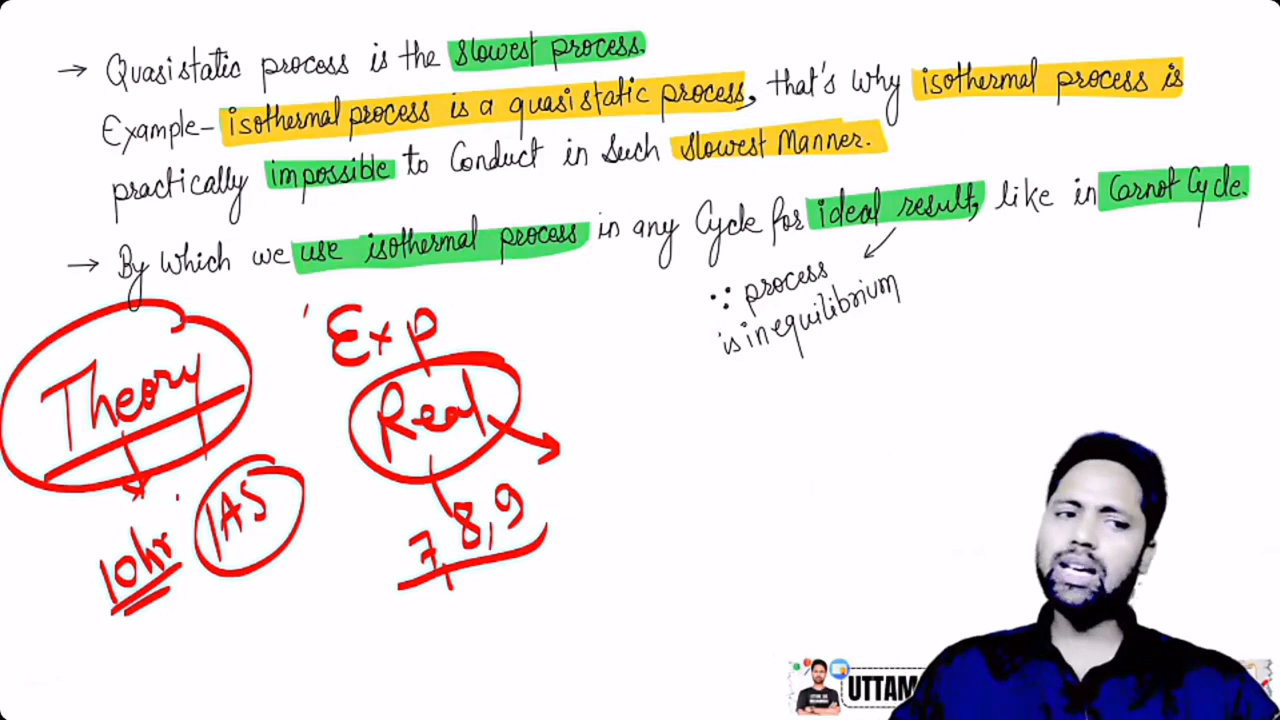 → Quasistatic process is the slowest process.
Example- isothermal process is a quasistatic process, that's why isothermal process is
practically impossible to Conduct in such slowest Manner.
→ By which we use isothermal process in any Cycle for ideal result, like in Carnot Cycle.
∵ process
is in equilibrium
Theory
10hr
IAS
Exp
Real
7, 8, 9
UTTAM